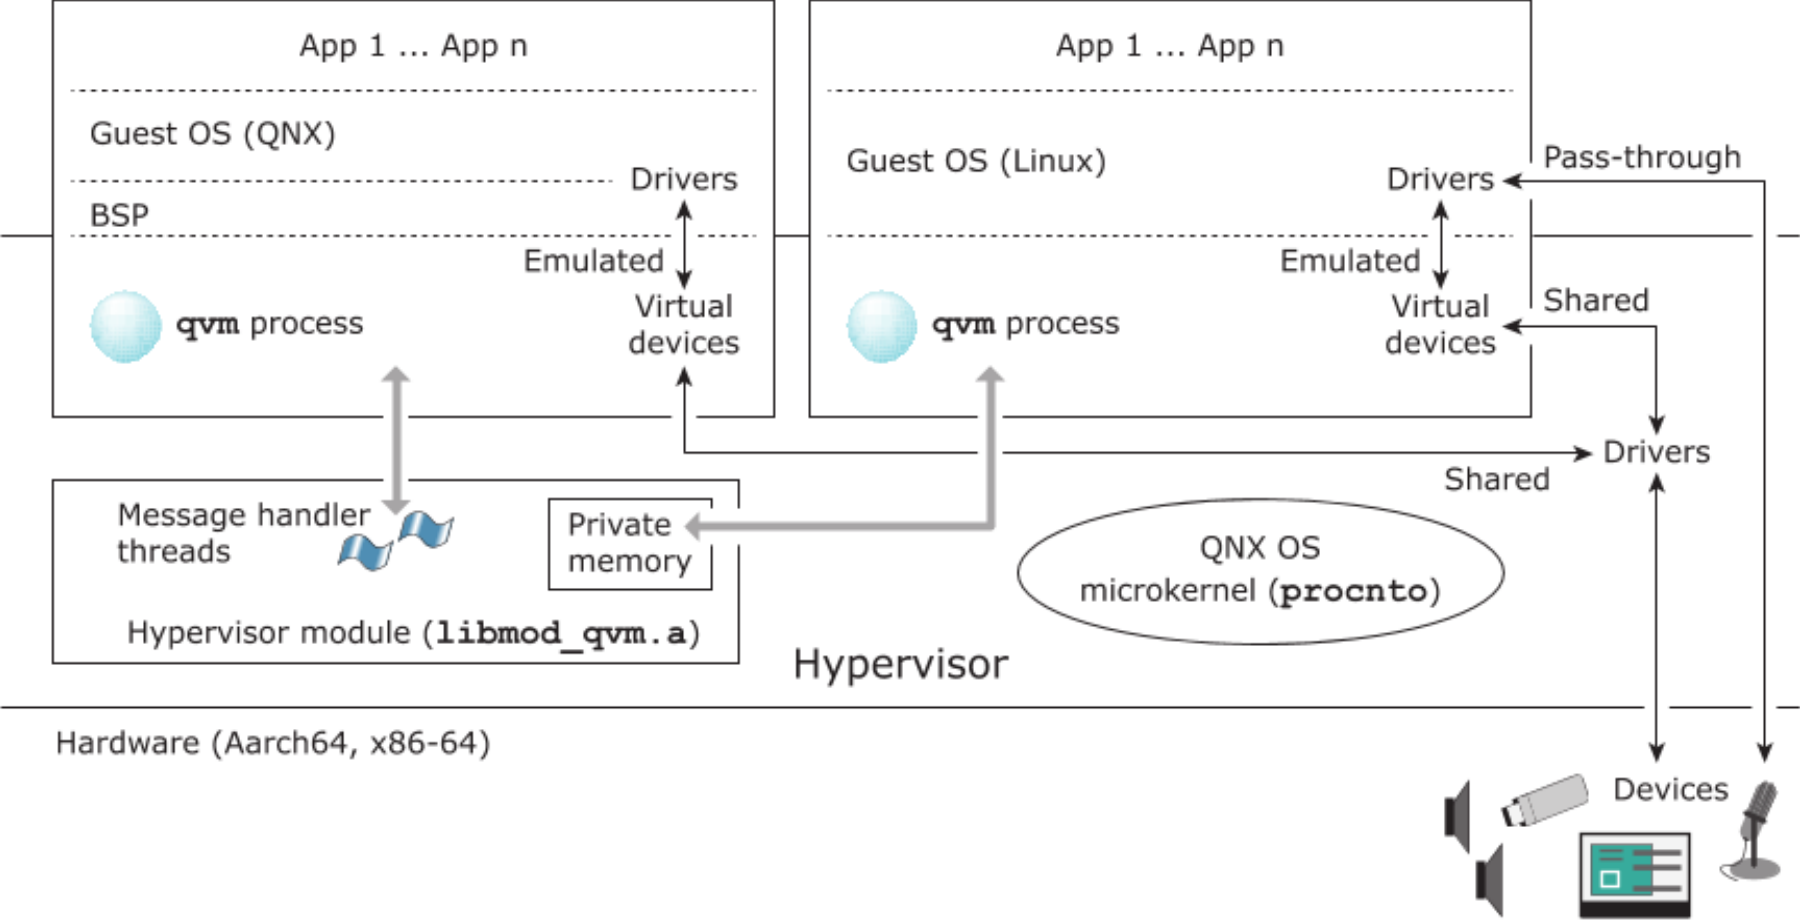 App 1 ... App n
Guest OS (QNX)
Drivers
BSP
Emulated
Virtual
devices
qvm process
App 1 ... App n
Guest OS (Linux)
Drivers
Pass-through
Emulated
Virtual
devices
Shared
qvm process
Drivers
Shared
Message handler
threads
Private
memory
Hypervisor module (libmod_qvm.a)
QNX OS
microkernel (procnto)
Hypervisor
Hardware (Aarch64, x86-64)
Devices